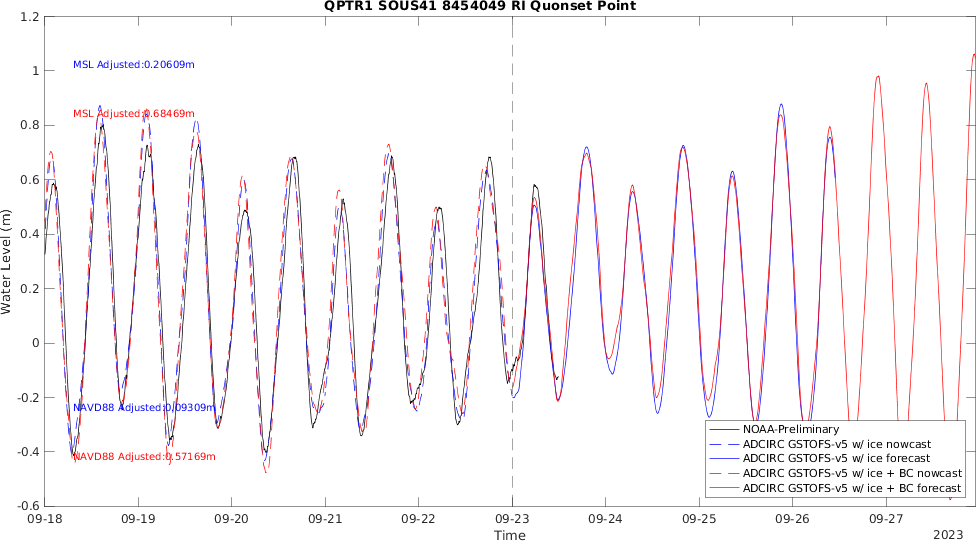 QPTR1 SOUS41 8454049 RI Quonset Point
1.2
1
0.8
0.6
0.4
0.2
0
-0.2
-0.4
-0.6
Water Level (m)
MSL Adjusted:0.20609m
MSL Adjusted:0.68469m
NAVD88 Adjusted:0.09309m
NAVD88 Adjusted:0.57169m
NOAA-Preliminary
ADCIRC GSTOFS-v5 w/ ice nowcast
ADCIRC GSTOFS-v5 w/ ice forecast
ADCIRC GSTOFS-v5 w/ ice + BC nowcast
ADCIRC GSTOFS-v5 w/ ice + BC forecast
09-18 09-19 09-20 09-21 09-22 09-23 09-24 09-25 09-26 09-27
Time
2023